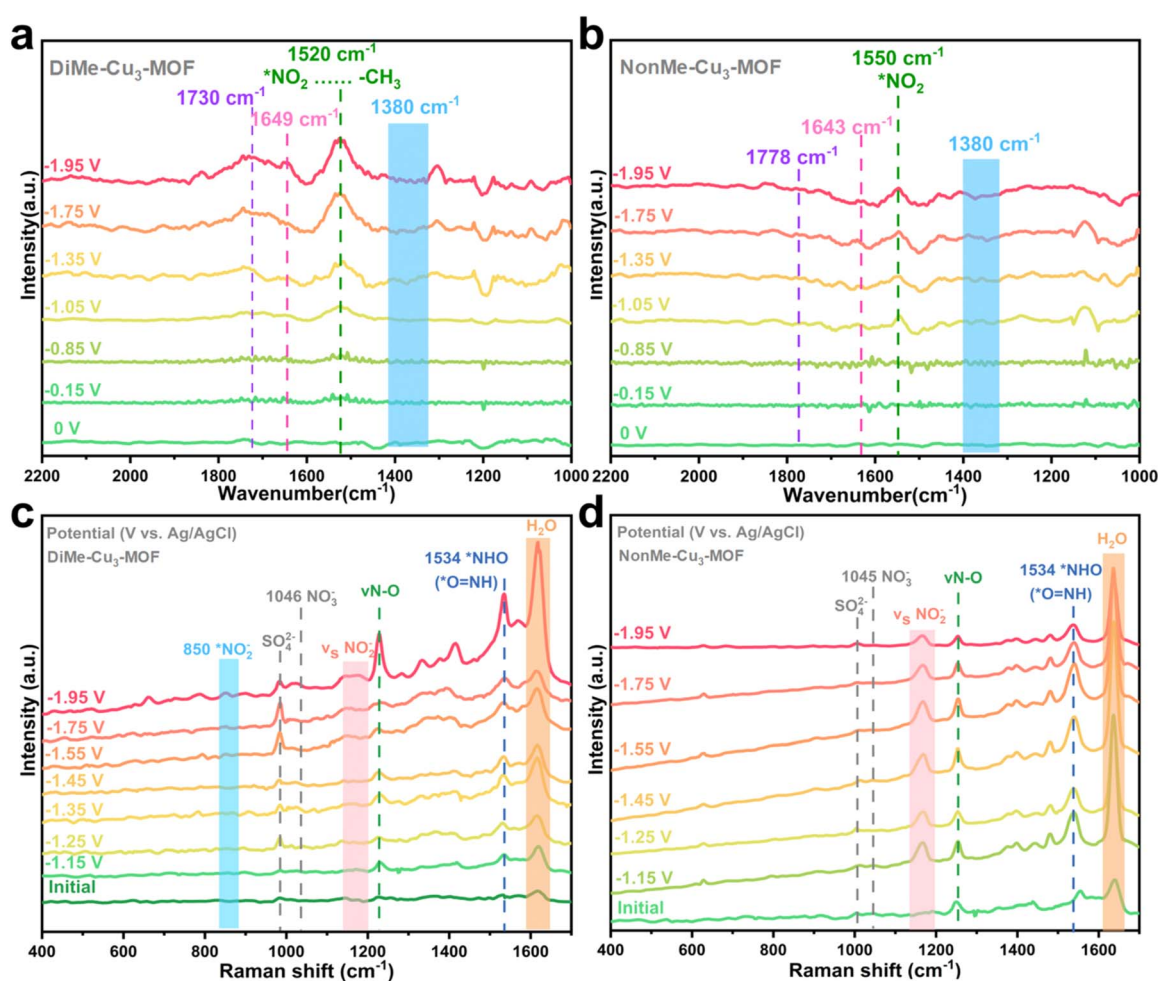 a
DiMe-Cu₃-MOF
1520 cm⁻¹
*NO₂ ...... -CH₃
1730 cm⁻¹
1649 cm⁻¹
1380 cm⁻¹
-1.95 V
-1.75 V
-1.35 V
-1.05 V
-0.85 V
-0.15 V
0 V
Intensity(a.u.)
2200 2000 1800 1600 1400 1200 1000
Wavenumber(cm⁻¹)
b
NonMe-Cu₃-MOF
1550 cm⁻¹
*NO₂
1643 cm⁻¹
1778 cm⁻¹
1380 cm⁻¹
-1.95 V
-1.75 V
-1.35 V
-1.05 V
-0.85 V
-0.15 V
0 V
Intensity(a.u.)
2200 2000 1800 1600 1400 1200 1000
Wavenumber(cm⁻¹)
c
Potential (V vs. Ag/AgCl)
DiMe-Cu₃-MOF
H₂O
1534 *NHO
(*O=NH)
νN-O
1046 NO₃⁻
SO₄²⁻
νₛ NO₂⁻
850 *NO₂⁻
-1.95 V
-1.75 V
-1.55 V
-1.45 V
-1.35 V
-1.25 V
-1.15 V
Initial
Intensity (a.u.)
400 600 800 1000 1200 1400 1600
Raman shift (cm⁻¹)
d
Potential (V vs. Ag/AgCl)
NonMe-Cu₃-MOF
H₂O
1534 *NHO
(*O=NH)
1045 NO₃⁻
νN-O
SO₄²⁻
νₛ NO₂⁻
-1.95 V
-1.75 V
-1.55 V
-1.45 V
-1.25 V
-1.15 V
Initial
Intensity (a.u.)
400 600 800 1000 1200 1400 1600
Raman shift (cm⁻¹)